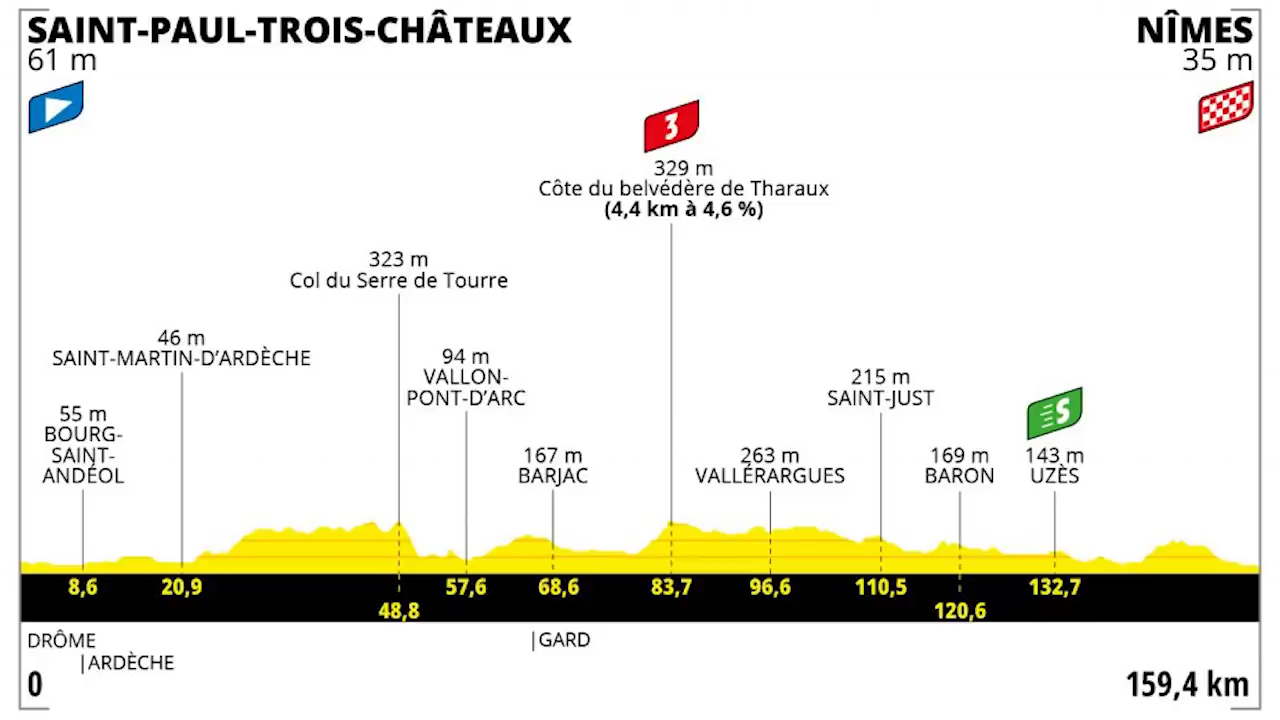 SAINT-PAUL-TROIS-CHÂTEAUX
61 m
NÎMES
35 m
3
329 m
Côte du belvédère de Tharaux
(4,4 km à 4,6 %)
323 m
Col du Serre de Tourre
46 m
SAINT-MARTIN-D'ARDÈCHE
94 m
VALLON-
PONT-D'ARC
215 m
SAINT-JUST
S
55 m
BOURG-
SAINT-
ANDÉOL
167 m
BARJAC
263 m
VALLÉRARGUES
169 m
BARON
143 m
UZÈS
8,6
20,9
48,8
57,6
68,6
83,7
96,6
110,5
120,6
132,7
DRÔME
|ARDÈCHE
|GARD
0
159,4 km